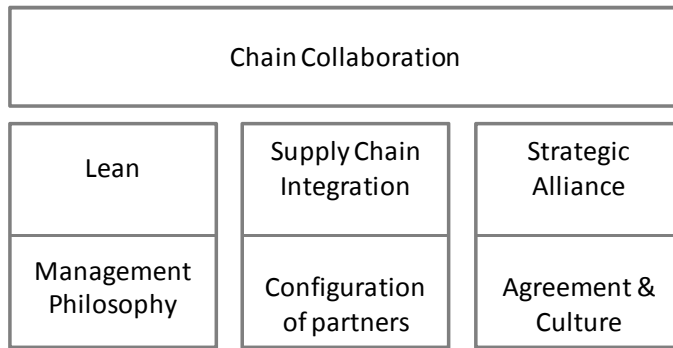 Chain Collaboration
Lean
Supply Chain
Integration
Strategic
Alliance
Management
Philosophy
Configuration
of partners
Agreement &
Culture